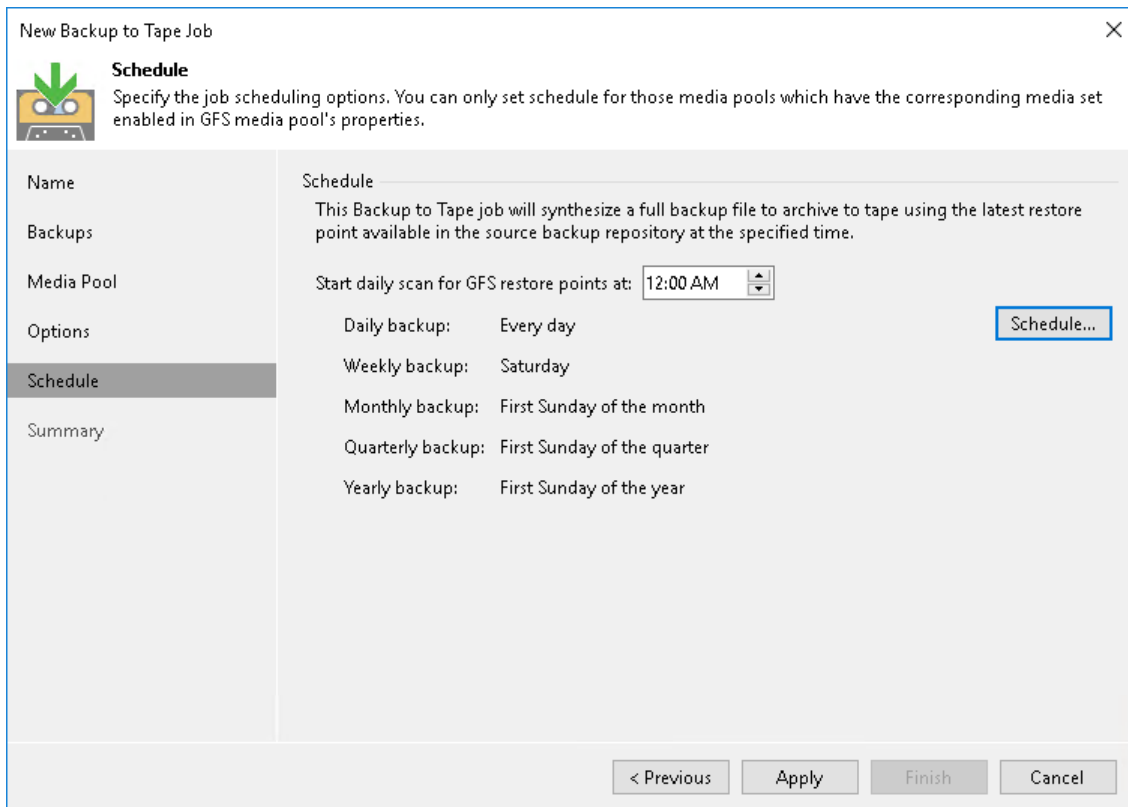 New Backup to Tape Job
Schedule
Specify the job scheduling options. You can only set schedule for those media pools which have the corresponding media set
enabled in GFS media pool's properties.
Name
Backups
Media Pool
Options
Schedule
Summary
Schedule
This Backup to Tape job will synthesize a full backup file to archive to tape using the latest restore
point available in the source backup repository at the specified time.
Start daily scan for GFS restore points at: 12:00 AM
Daily backup: Every day
Schedule...
Weekly backup: Saturday
Monthly backup: First Sunday of the month
Quarterly backup: First Sunday of the quarter
Yearly backup: First Sunday of the year
< Previous
Apply
Finish
Cancel